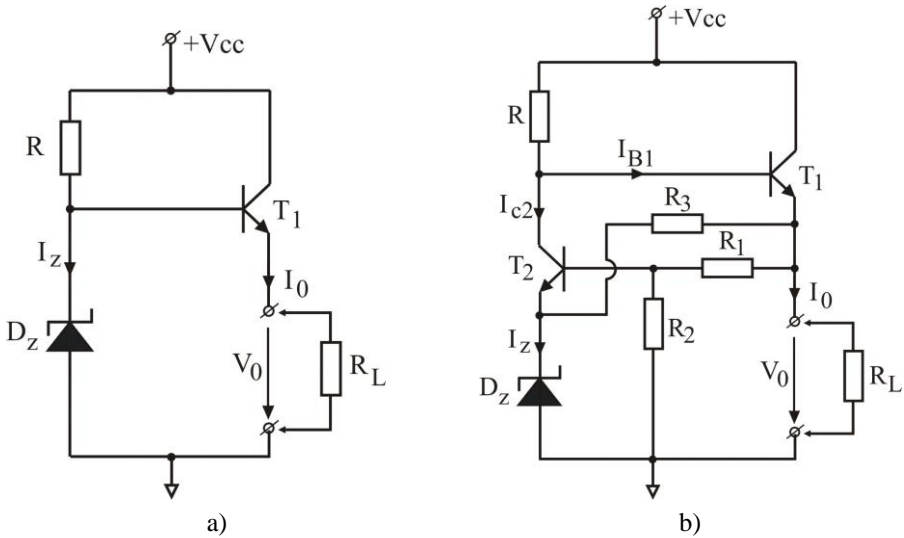 +Vcc
R
T1
Iz
I0
Dz
V0
RL
a)
+Vcc
R
IB1
T1
Ic2
R3
T2
R1
I0
Iz
R2
Dz
V0
RL
b)